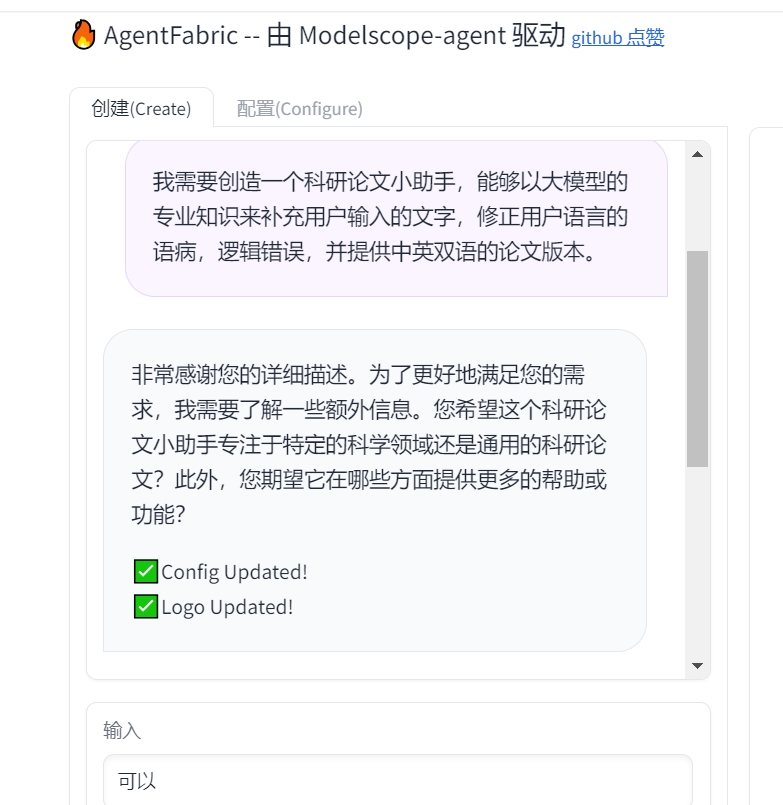 AgentFabric -- 由 Modelscope-agent 驱动 github 点赞
创建(Create) 配置(Configure)
我需要创造一个科研论文小助手，能够以大模型的
专业知识来补充用户输入的文字，修正用户语言的
语病，逻辑错误，并提供中英双语的论文版本。
非常感谢您的详细描述。为了更好地满足您的需
求，我需要了解一些额外信息。您希望这个科研论
文小助手专注于特定的科学领域还是通用的科研论
文？此外，您期望它在哪些方面提供更多的帮助或
功能？
Config Updated!
Logo Updated!
输入
可以